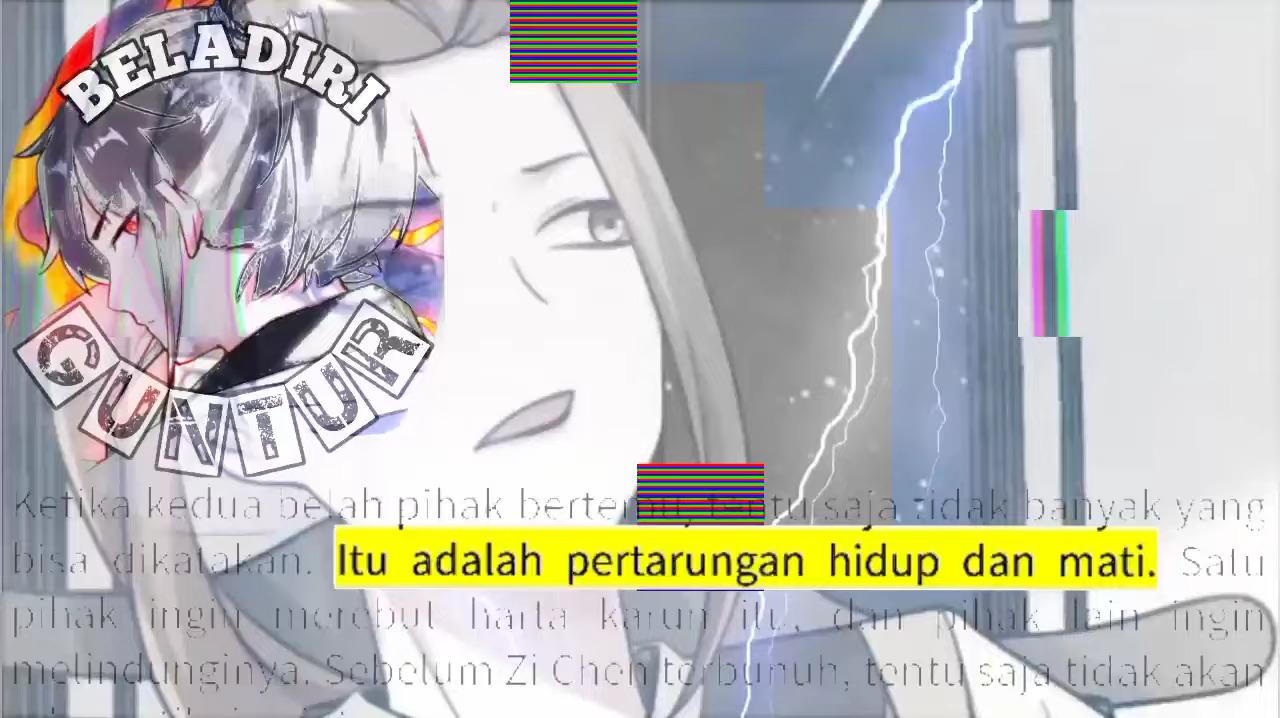 BELADIRI
GUNTUR
Ketika kedua belah pihak bertemu, tentu saja tidak banyak yang
bisa dikatakan. Itu adalah pertarungan hidup dan mati. Satu
pihak ingin merebut harta karun itu, dan pihak lain ingin
melindunginya. Sebelum Zi Chen terbunuh, tentu saja tidak akan